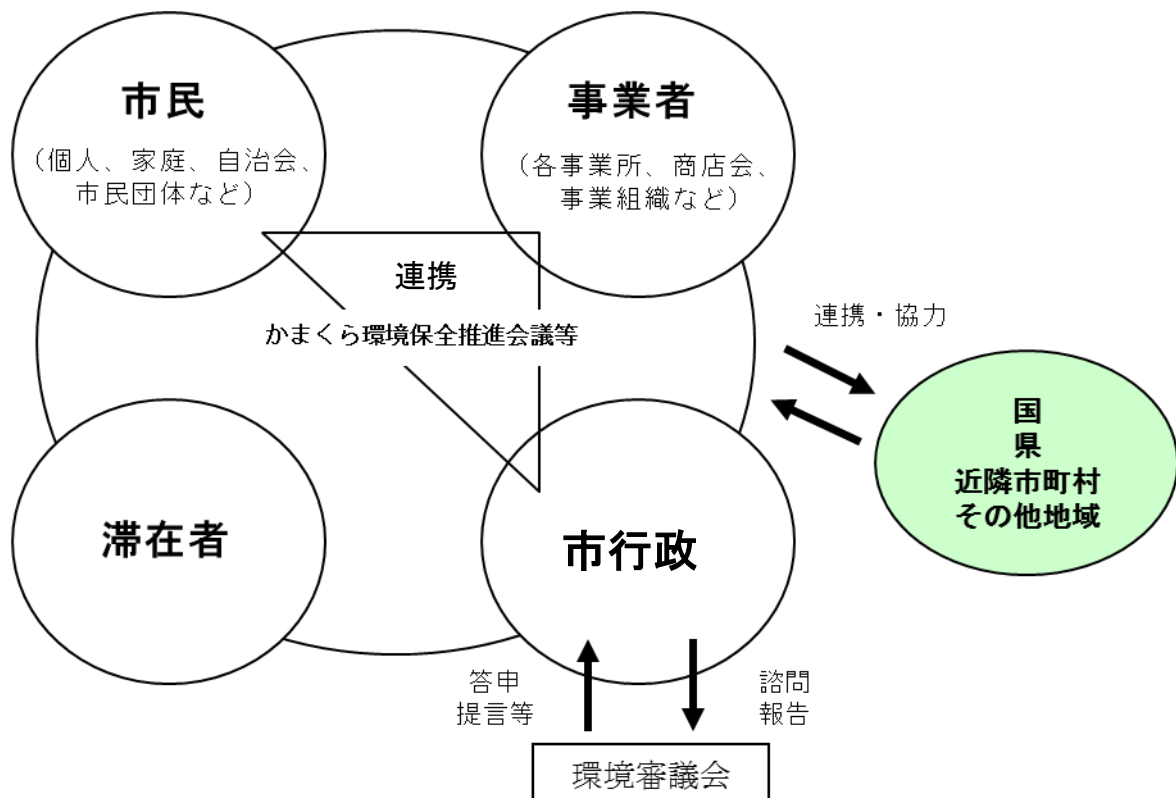 市民
（個人、家庭、自治会、
市民団体など）
事業者
（各事業所、商店会、
事業組織など）
連携
かまくら環境保全推進会議等
連携・協力
国
県
近隣市町村
その他地域
滞在者
市行政
答申
提言等
諮問
報告
環境審議会